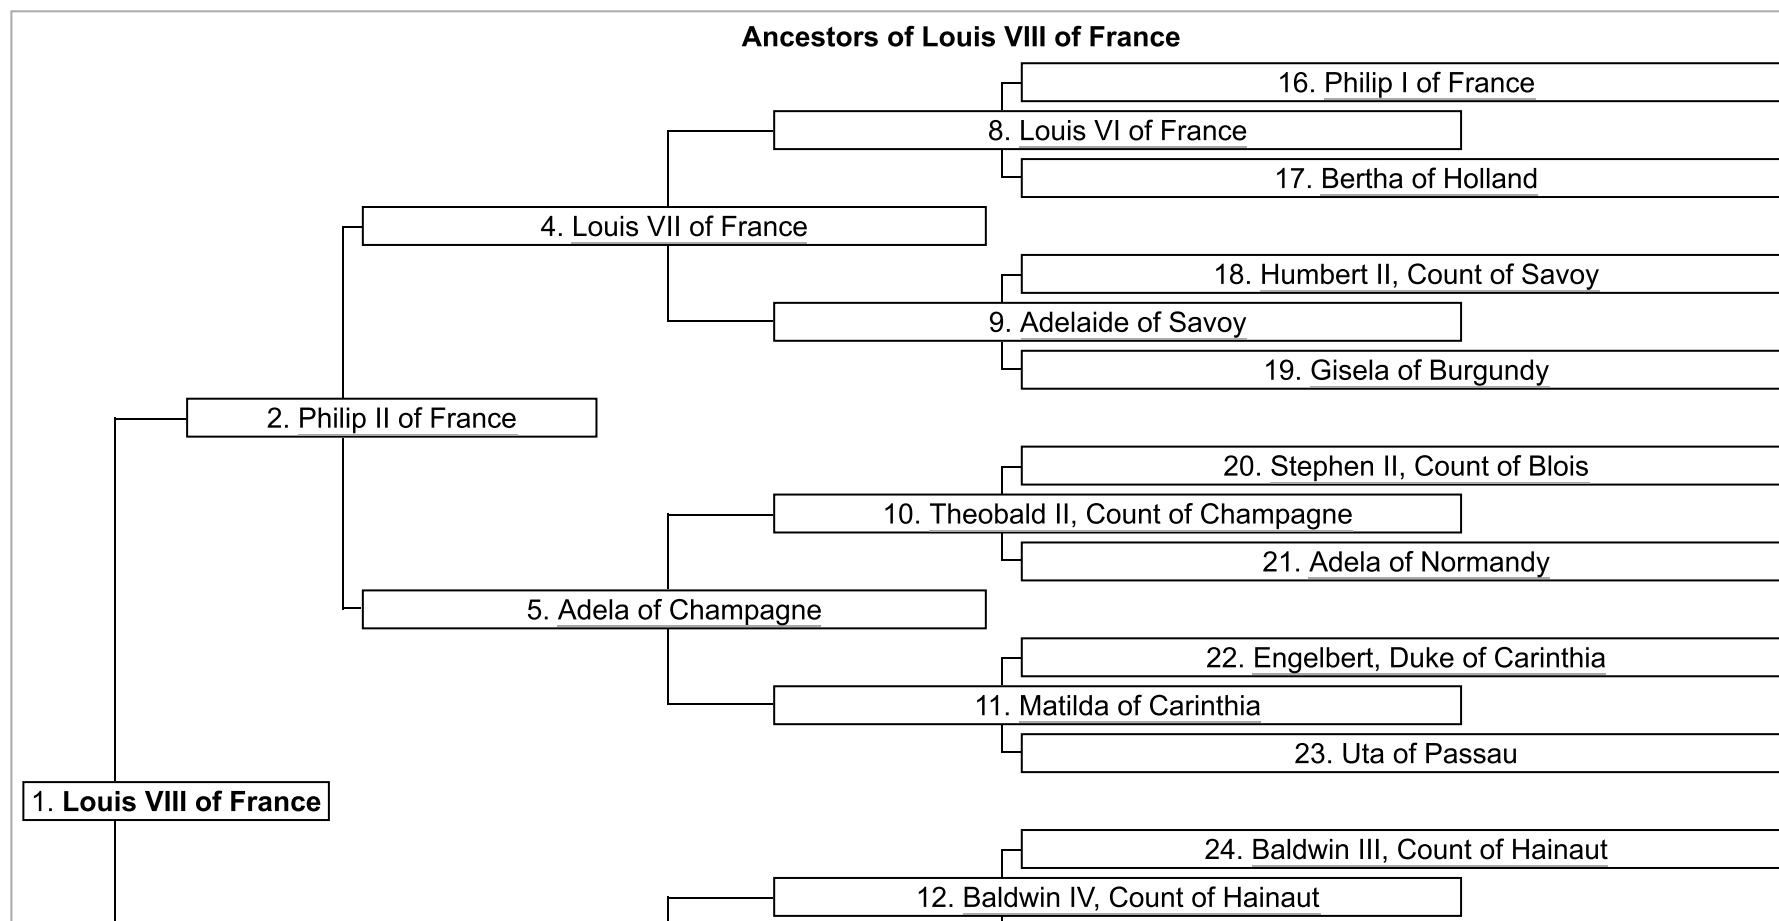 Ancestors of Louis VIII of France
16. Philip I of France
8. Louis VI of France
17. Bertha of Holland
4. Louis VII of France
18. Humbert II, Count of Savoy
9. Adelaide of Savoy
19. Gisela of Burgundy
2. Philip II of France
20. Stephen II, Count of Blois
10. Theobald II, Count of Champagne
21. Adela of Normandy
5. Adela of Champagne
22. Engelbert, Duke of Carinthia
11. Matilda of Carinthia
23. Uta of Passau
1. Louis VIII of France
24. Baldwin III, Count of Hainaut
12. Baldwin IV, Count of Hainaut